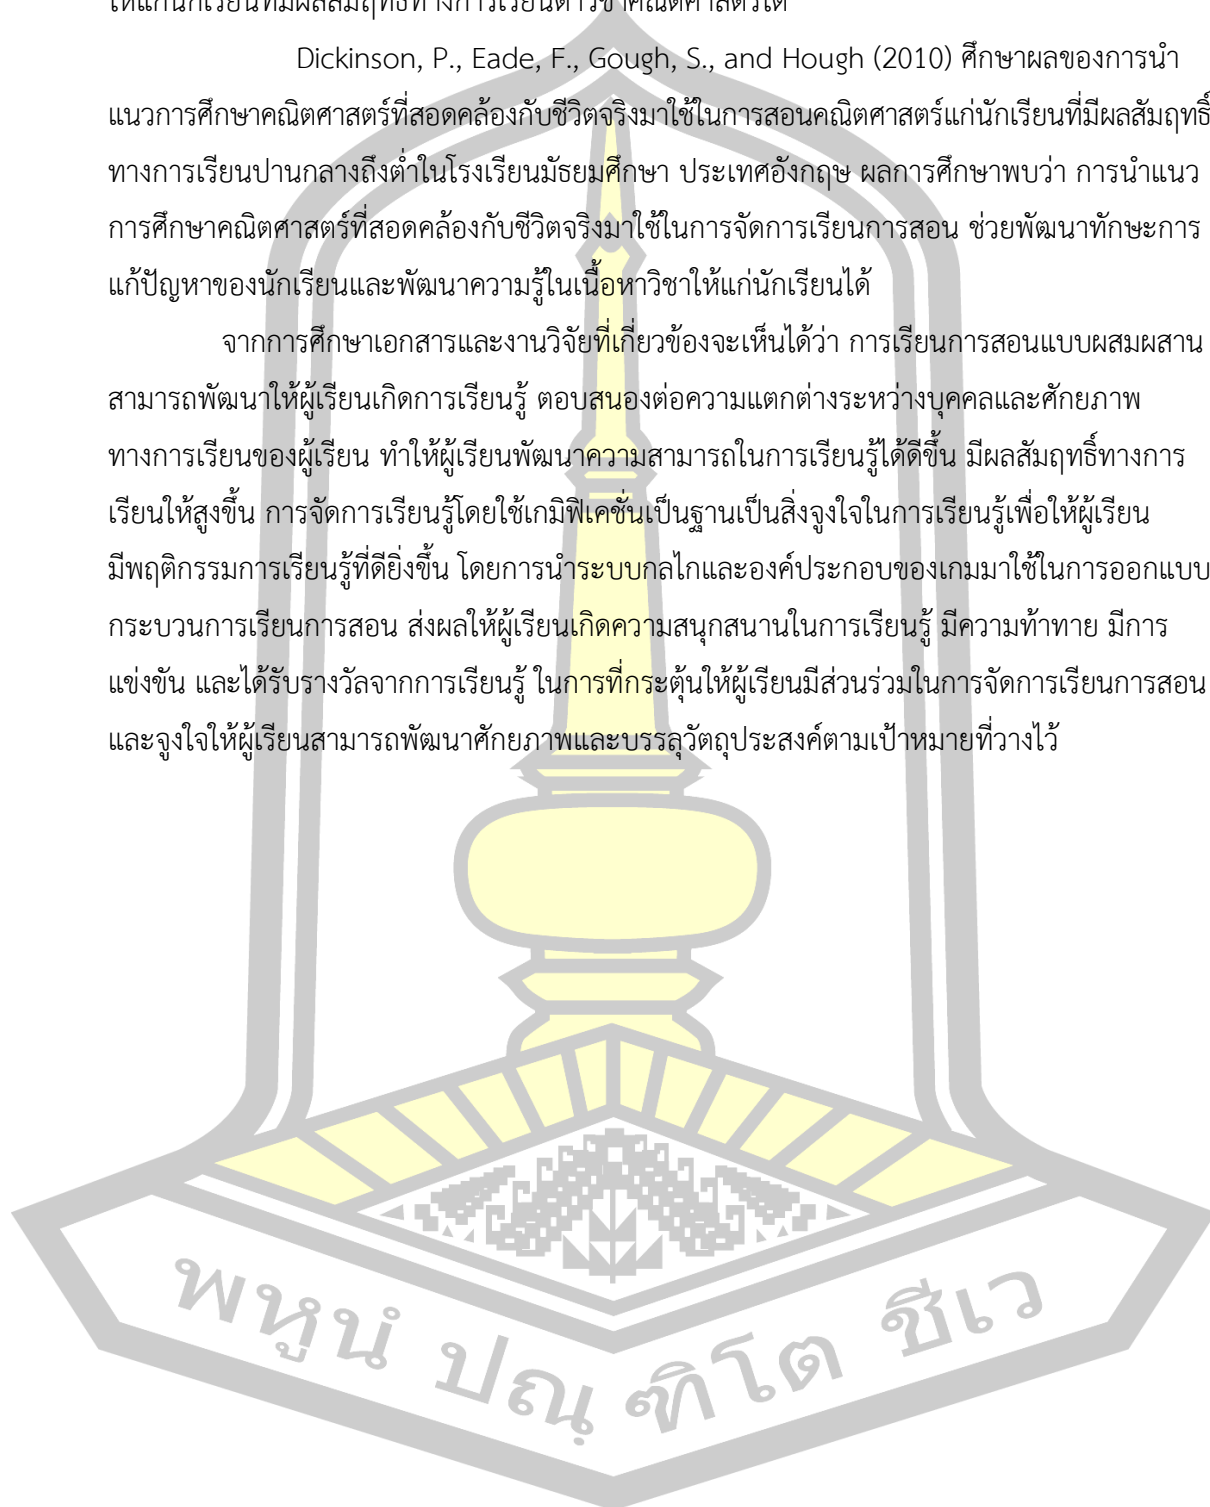 ให้แก่นักเรียนที่มีผลสัมฤทธิ์ทางการเรียนต่ำวิชาคณิตศาสตร์ได้
Dickinson, P., Eade, F., Gough, S., and Hough (2010) ศึกษาผลของการนำ
แนวการศึกษาคณิตศาสตร์ที่สอดคล้องกับชีวิตจริงมาใช้ในการสอนคณิตศาสตร์แก่นักเรียนที่มีผลสัมฤทธิ์
ทางการเรียนปานกลางถึงต่ำในโรงเรียนมัธยมศึกษา ประเทศอังกฤษ ผลการศึกษาพบว่า การนำแนว
การศึกษาคณิตศาสตร์ที่สอดคล้องกับชีวิตจริงมาใช้ในการจัดการเรียนการสอน ช่วยพัฒนาทักษะการ
แก้ปัญหาของนักเรียนและพัฒนาความรู้ในเนื้อหาวิชาให้แก่นักเรียนได้
จากการศึกษาเอกสารและงานวิจัยที่เกี่ยวข้องจะเห็นได้ว่า การเรียนการสอนแบบผสมผสาน
สามารถพัฒนาให้ผู้เรียนเกิดการเรียนรู้ ตอบสนองต่อความแตกต่างระหว่างบุคคลและศักยภาพ
ทางการเรียนของผู้เรียน ทำให้ผู้เรียนพัฒนาความสามารถในการเรียนรู้ได้ดีขึ้น มีผลสัมฤทธิ์ทางการ
เรียนให้สูงขึ้น การจัดการเรียนรู้โดยใช้เกมิฟิเคชั่นเป็นฐานเป็นสิ่งจูงใจในการเรียนรู้เพื่อให้ผู้เรียน
มีพฤติกรรมการเรียนรู้ที่ดียิ่งขึ้น โดยการนำระบบกลไกและองค์ประกอบของเกมมาใช้ในการออกแบบ
กระบวนการเรียนการสอน ส่งผลให้ผู้เรียนเกิดความสนุกสนานในการเรียนรู้ มีความท้าทาย มีการ
แข่งขัน และได้รับรางวัลจากการเรียนรู้ ในการที่กระตุ้นให้ผู้เรียนมีส่วนร่วมในการจัดการเรียนการสอน
และจูงใจให้ผู้เรียนสามารถพัฒนาศักยภาพและบรรลุวัตถุประสงค์ตามเป้าหมายที่วางไว้
พหูนํ ปณฺฑิโต ชีเว